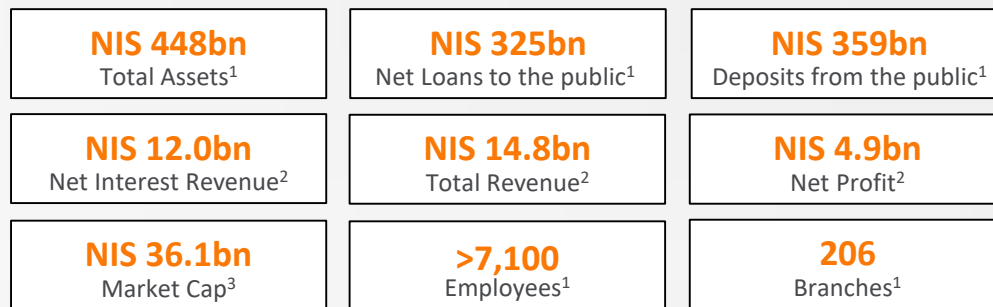 NIS 448bn
Total Assets¹
NIS 325bn
Net Loans to the public¹
NIS 359bn
Deposits from the public¹
NIS 12.0bn
Net Interest Revenue²
NIS 14.8bn
Total Revenue²
NIS 4.9bn
Net Profit²
NIS 36.1bn
Market Cap³
>7,100
Employees¹
206
Branches¹